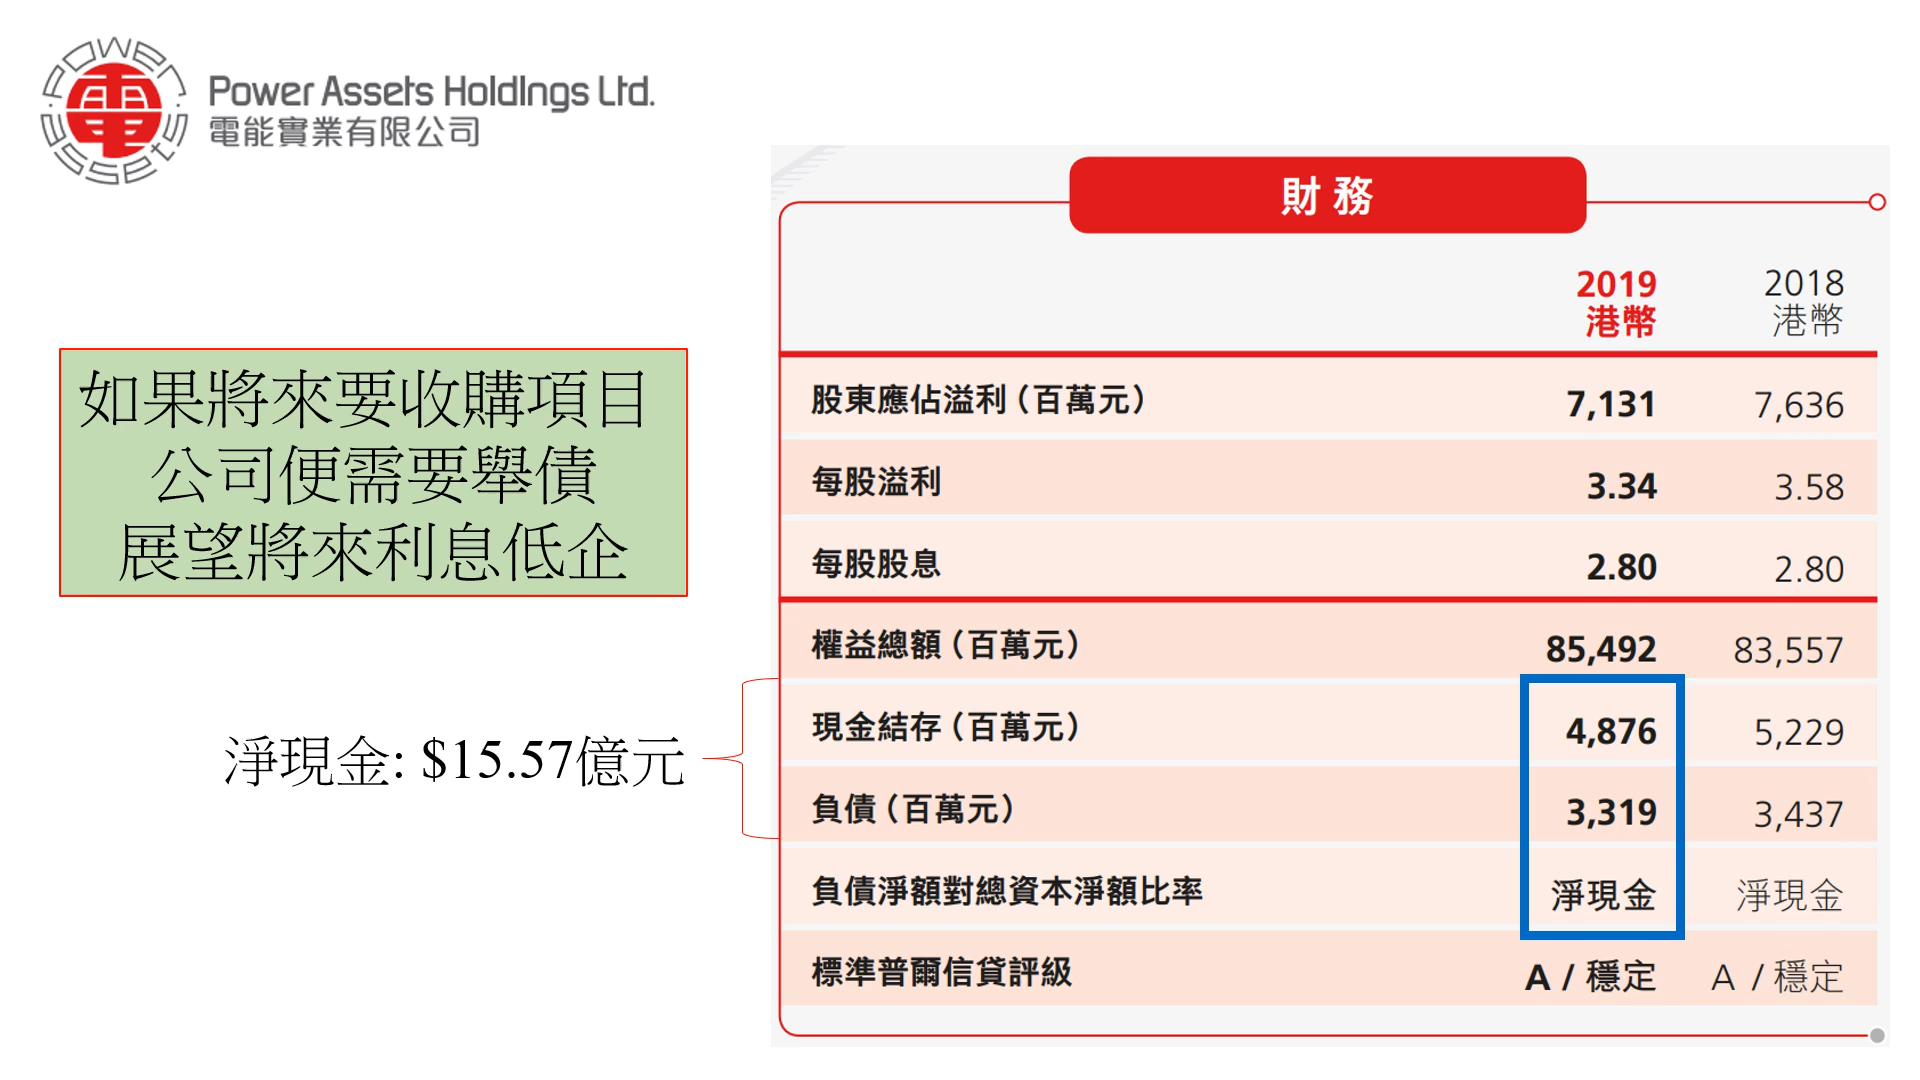 Power Assets Holdings Ltd.
電能實業有限公司
如果將來要收購項目
公司便需要舉債
展望將來利息低企
淨現金: $15.57億元
財務
2019 2018
港幣 港幣
股東應佔溢利（百萬元） 7,131 7,636
每股溢利 3.34 3.58
每股股息 2.80 2.80
權益總額（百萬元） 85,492 83,557
現金結存（百萬元） 4,876 5,229
負債（百萬元） 3,319 3,437
負債淨額對總資本淨額比率 淨現金 淨現金
標準普爾信貸評級 A / 穩定 A / 穩定